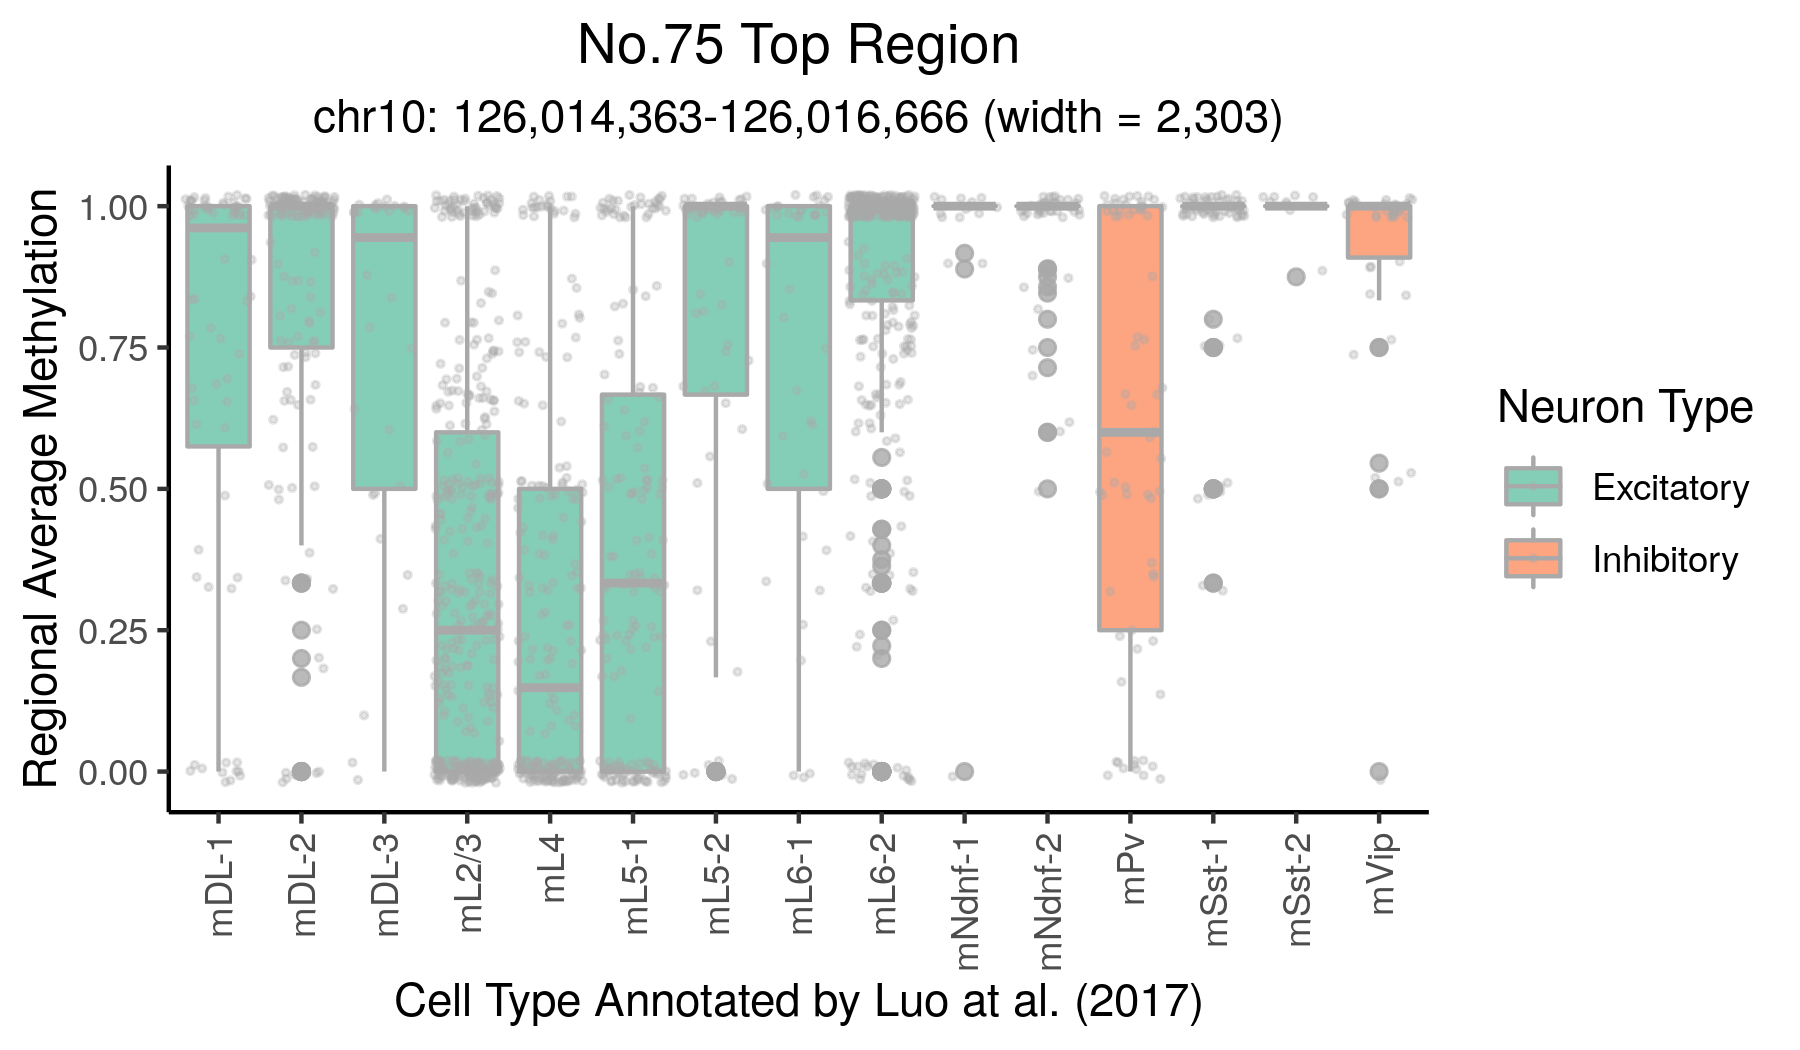 No.75 Top Region
chr10: 126,014,363-126,016,666 (width = 2,303)
Regional Average Methylation
1.00
0.75
0.50
0.25
0.00
mDL-1
mDL-2
mDL-3
mL2/3
mL4
mL5-1
mL5-2
mL6-1
mL6-2
mNdnf-1
mNdnf-2
mPv
mSst-1
mSst-2
mVip
Cell Type Annotated by Luo at al. (2017)
Neuron Type
Excitatory
Inhibitory